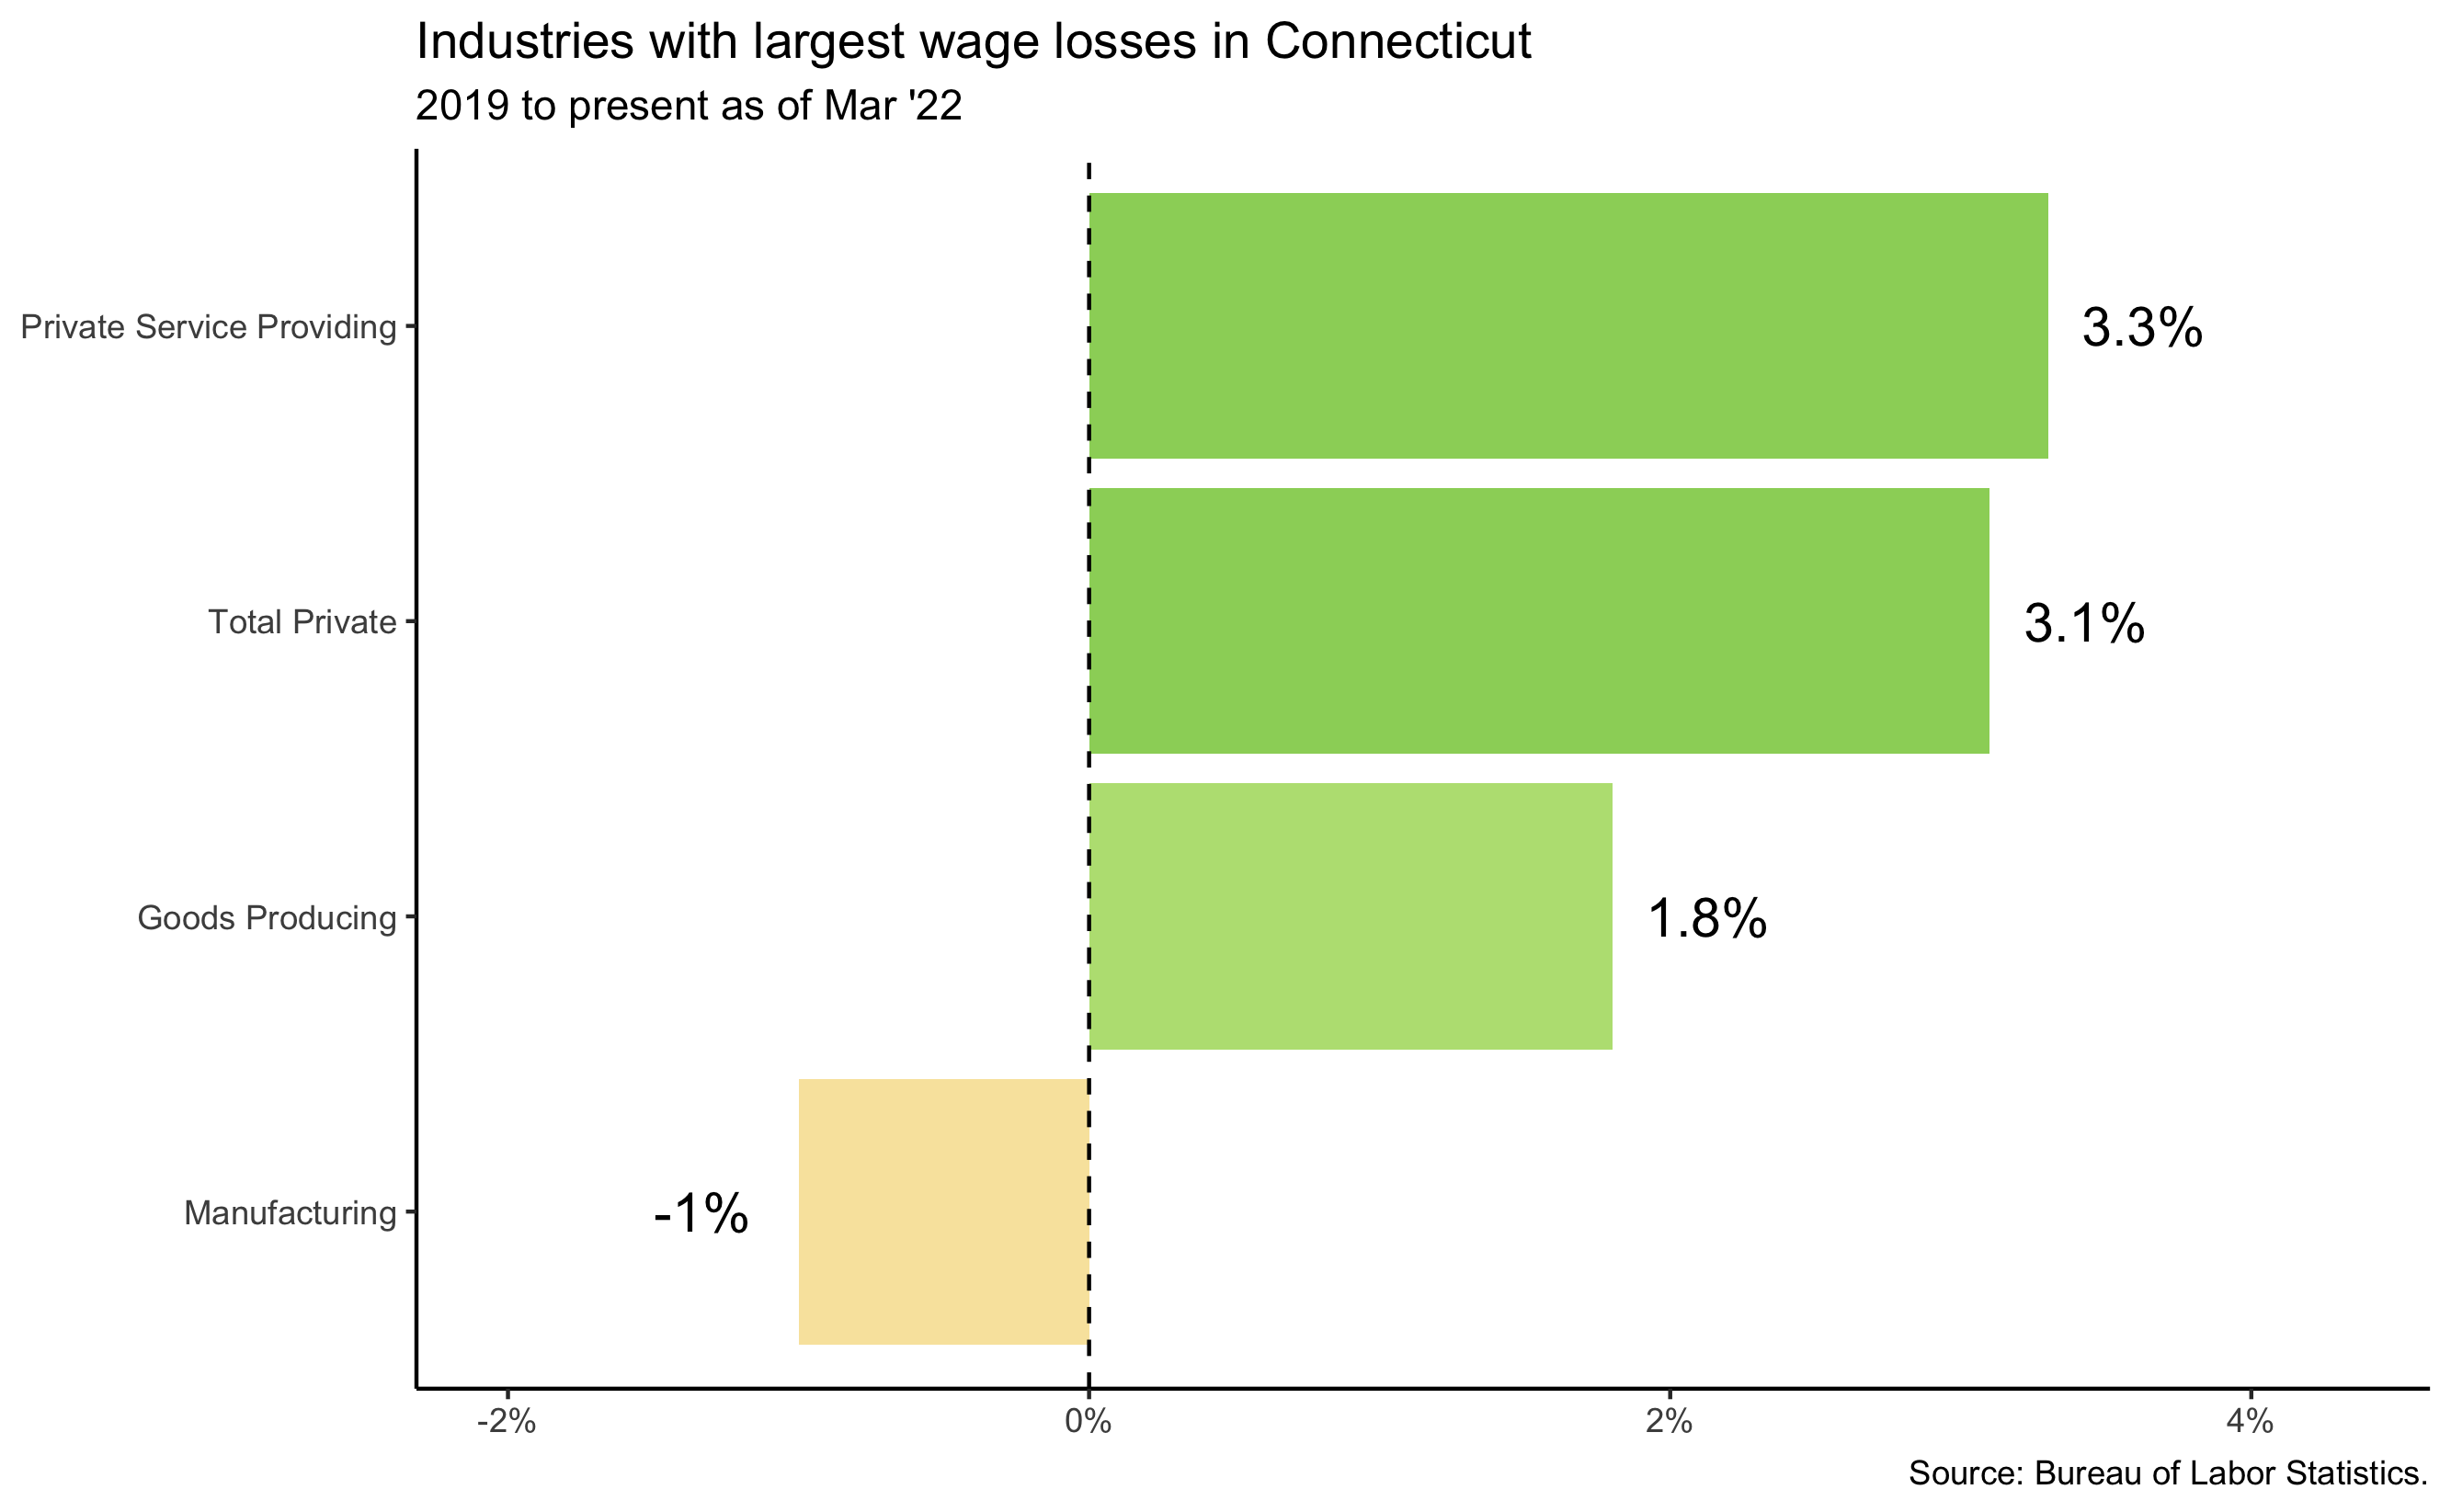 Industries with largest wage losses in Connecticut
2019 to present as of Mar '22
Private Service Providing
3.3%
Total Private
3.1%
Goods Producing
1.8%
Manufacturing
-1%
-2%
0%
2%
4%
Source: Bureau of Labor Statistics.